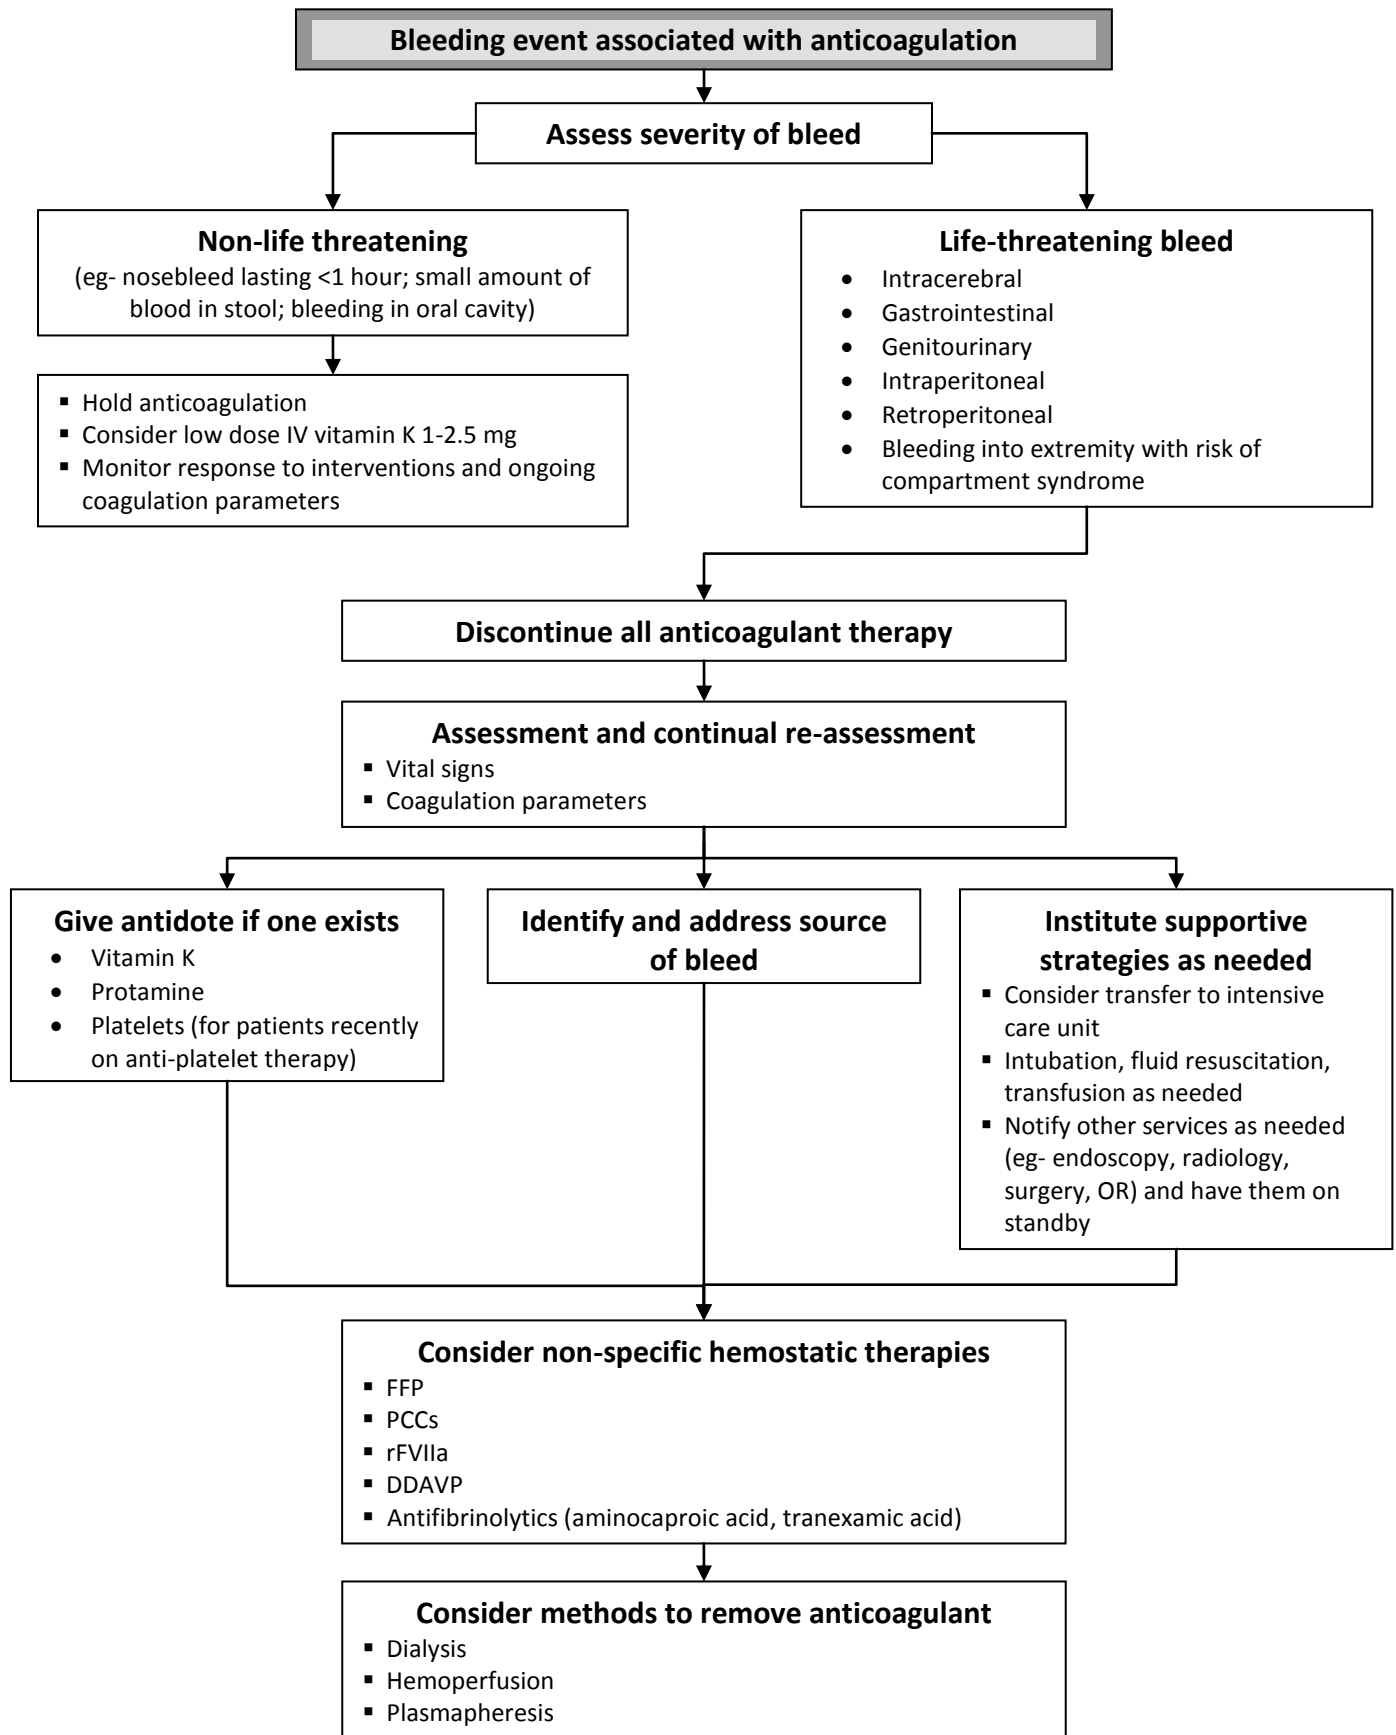 Bleeding event associated with anticoagulation
Assess severity of bleed
Non-life threatening
(eg- nosebleed lasting <1 hour; small amount of
blood in stool; bleeding in oral cavity)
▪ Hold anticoagulation
▪ Consider low dose IV vitamin K 1-2.5 mg
▪ Monitor response to interventions and ongoing
coagulation parameters
Life-threatening bleed
• Intracerebral
• Gastrointestinal
• Genitourinary
• Intraperitoneal
• Retroperitoneal
• Bleeding into extremity with risk of
compartment syndrome
Discontinue all anticoagulant therapy
Assessment and continual re-assessment
▪ Vital signs
▪ Coagulation parameters
Give antidote if one exists
• Vitamin K
• Protamine
• Platelets (for patients recently
on anti-platelet therapy)
Identify and address source
of bleed
Institute supportive
strategies as needed
▪ Consider transfer to intensive
care unit
▪ Intubation, fluid resuscitation,
transfusion as needed
▪ Notify other services as needed
(eg- endoscopy, radiology,
surgery, OR) and have them on
standby
Consider non-specific hemostatic therapies
▪ FFP
▪ PCCs
▪ rFVIIa
▪ DDAVP
▪ Antifibrinolytics (aminocaproic acid, tranexamic acid)
Consider methods to remove anticoagulant
▪ Dialysis
▪ Hemoperfusion
▪ Plasmapheresis